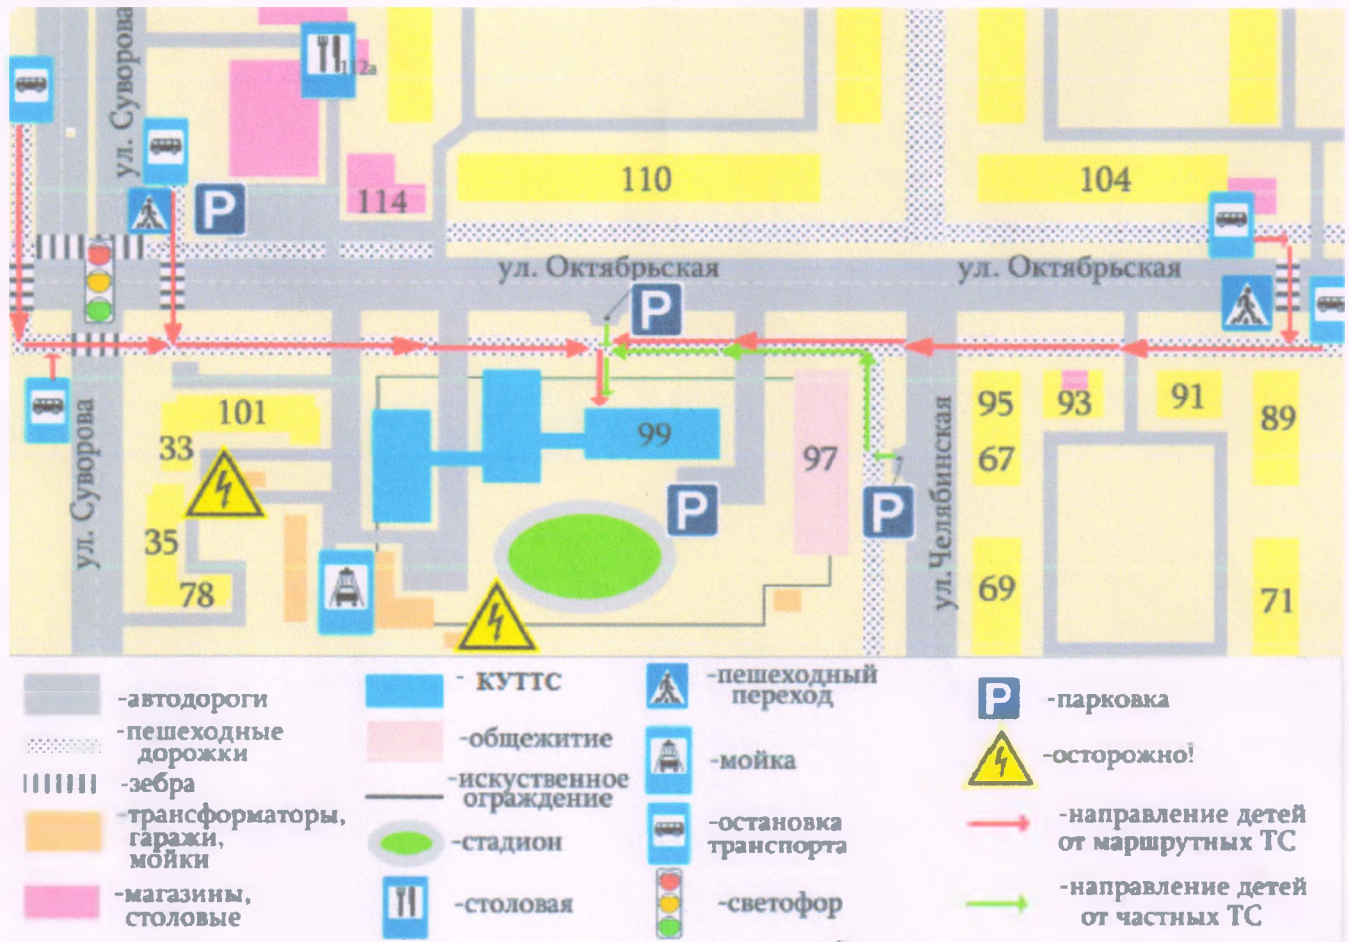 ул. Суворова
112а
P
114
110
104
ул. Октябрьская
ул. Октябрьская
P
101
33
35
78
ул. Суворова
99
P
97
P
ул. Челябинская
95
93
91
89
67
69
71
-автодороги
-пешеходные
дорожки
-зебра
-трансформаторы,
гаражи,
мойки
-магазины,
столовые
- КУТТС
-общежитие
-искуственное
ограждение
-стадион
-столовая
-пешеходный
переход
-мойка
-остановка
транспорта
-светофор
P
-парковка
-осторожно!
-направление детей
от маршрутных ТС
-направление детей
от частных ТС